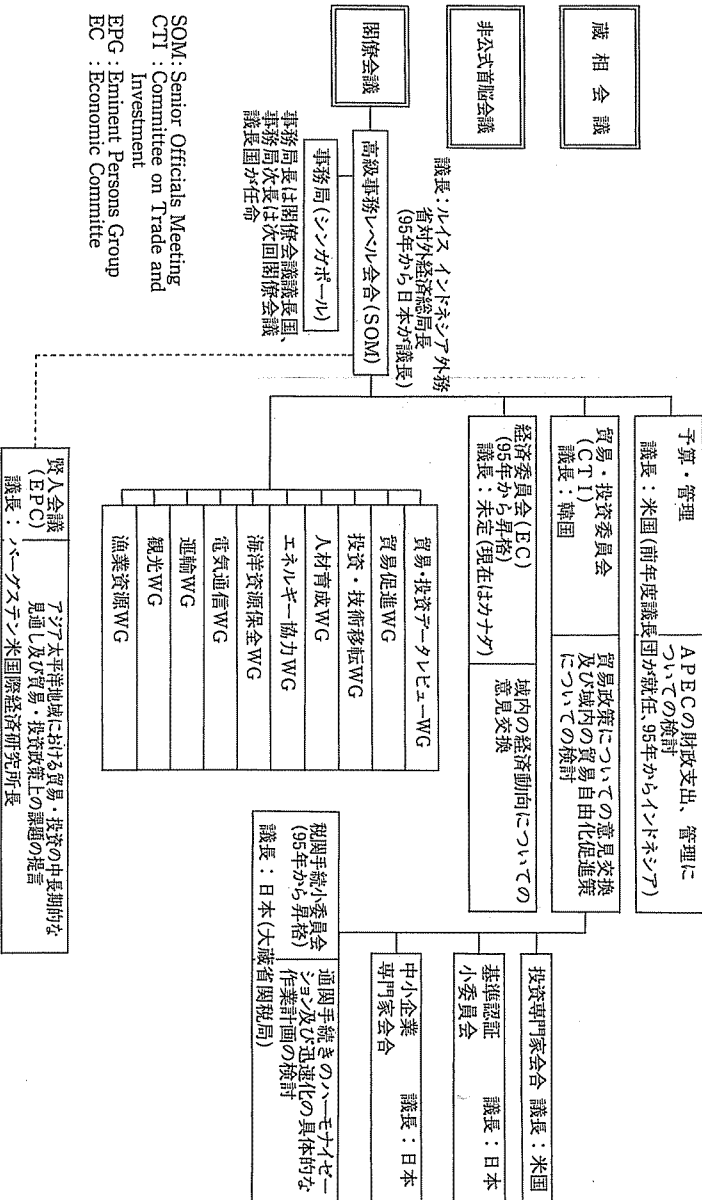 蔵相会議
非公式首脳会議
閣僚会議
高級事務レベル会合(SOM)
議長：ルイス インドネシア外務
省対外経済総局長
(95年から日本が議長)
事務局(シンガポール)
事務局長は閣僚会議議長国、
事務局次長は次回閣僚会議
議長国が任命
SOM : Senior Officials Meeting
CTI : Committee on Trade and
Investment
EPG : Eminent Persons Group
EC : Economic Committe
予算・管理
APECの財政支出、管理に
ついての検討
議長：米国(前年度議長国が就任、95年からインドネシア)
貿易・投資委員会
(CTI)
議長：韓国
貿易政策についての意見交換
及び域内の貿易自由化促進策
についての検討
経済委員会(EC)
(95年から昇格)
議長：未定(現在はカナダ)
域内の経済動向についての
意見交換
貿易・投資データレビューWG
貿易促進WG
投資・技術移転WG
人材育成WG
エネルギー協力WG
海洋資源保全WG
電気通信WG
運輸WG
観光WG
漁業資源WG
賢人会議
(EPC)
議長：バーグステン米国際経済研究所長
アジア太平洋地域における貿易・投資の中長期的な
見通し及び貿易・投資政策上の課題の提言
投資専門家会合 議長：米国
基準認証
小委員会
議長：日本
中小企業
専門家会合
議長：日本
税関手続小委員会
(95年から昇格)
議長：日本(大蔵省関税局)
通関手続きのハーモナイゼー
ション及び迅速化の具体的な
作業計画の検討